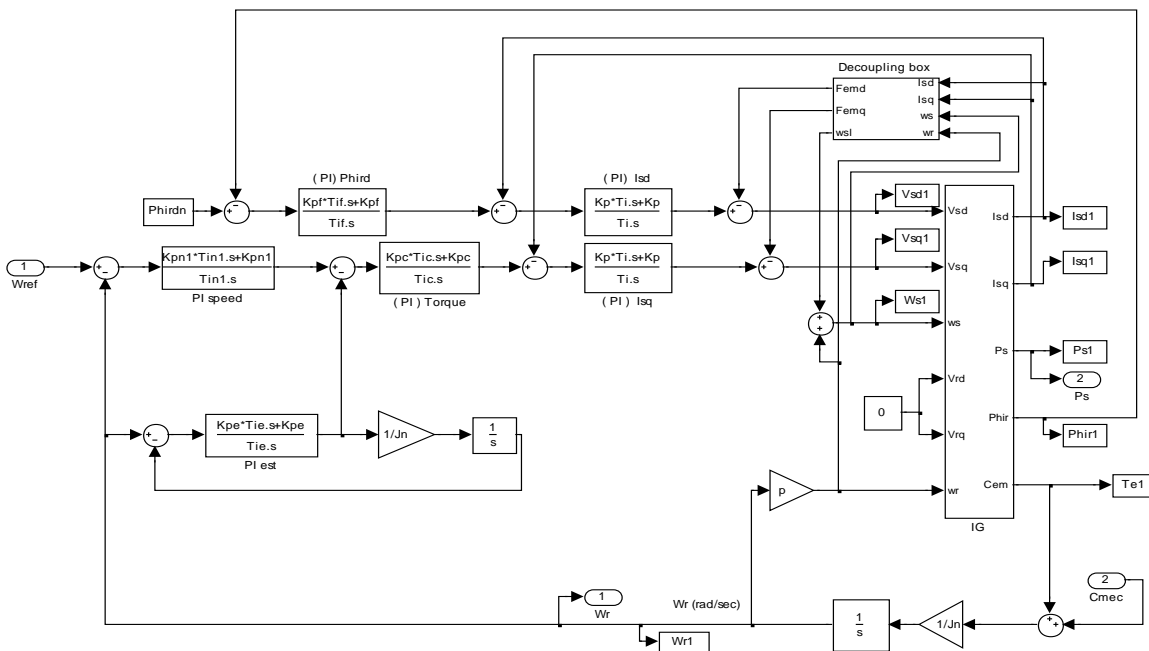 Decoupling box
Femd
Isd
Femq
Isq
ws
wsl
wr
( PI ) Phird
( PI ) Isd
Phirdn
+
−
Kpf*Tif.s+Kpf
Tif.s
+
−
Kp*Ti.s+Kp
Ti.s
+
−
Vsd1
Vsd
Isd
Isd1
1
Wref
+
−
Kpn1*Tin1.s+Kpn1
Tin1.s
PI speed
+
−
Kpc*Tic.s+Kpc
Tic.s
( PI ) Torque
+
−
Kp*Ti.s+Kp
Ti.s
( PI ) Isq
+
−
Vsq1
Vsq
Isq
Isq1
+
+
Ws1
ws
Ps
Ps1
2
Ps
0
Vrd
Vrq
Phir
Phir1
+
−
Kpe*Tie.s+Kpe
Tie.s
PI est
1/Jn
1
s
p
wr
Cem
Te1
IG
1
Wr
Wr (rad/sec)
Wr1
1
s
1/Jn
+
+
2
Cmec